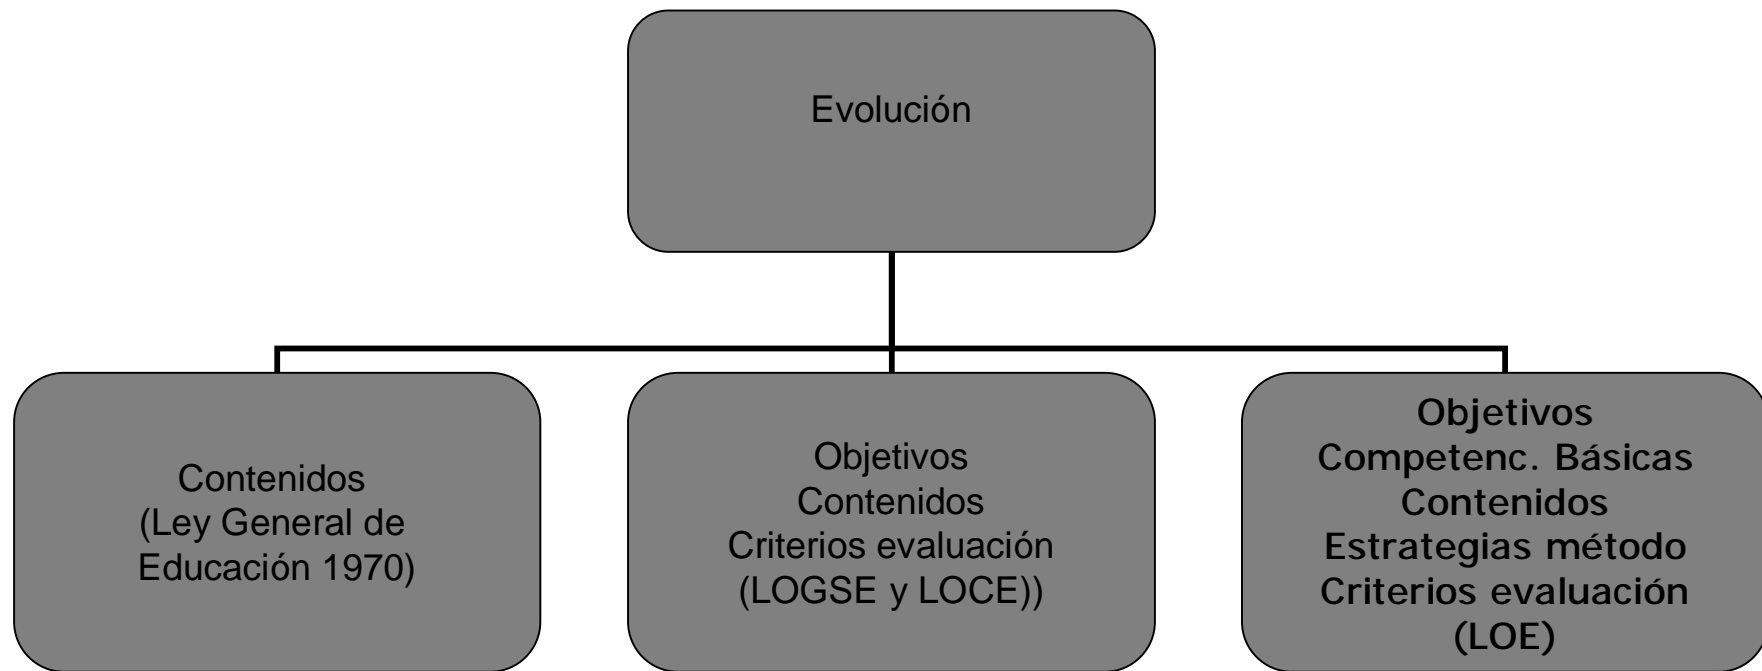 Evolución
Contenidos
(Ley General de
Educación 1970)
Objetivos
Contenidos
Criterios evaluación
(LOGSE y LOCE))
Objetivos
Competenc. Básicas
Contenidos
Estrategias método
Criterios evaluación
(LOE)